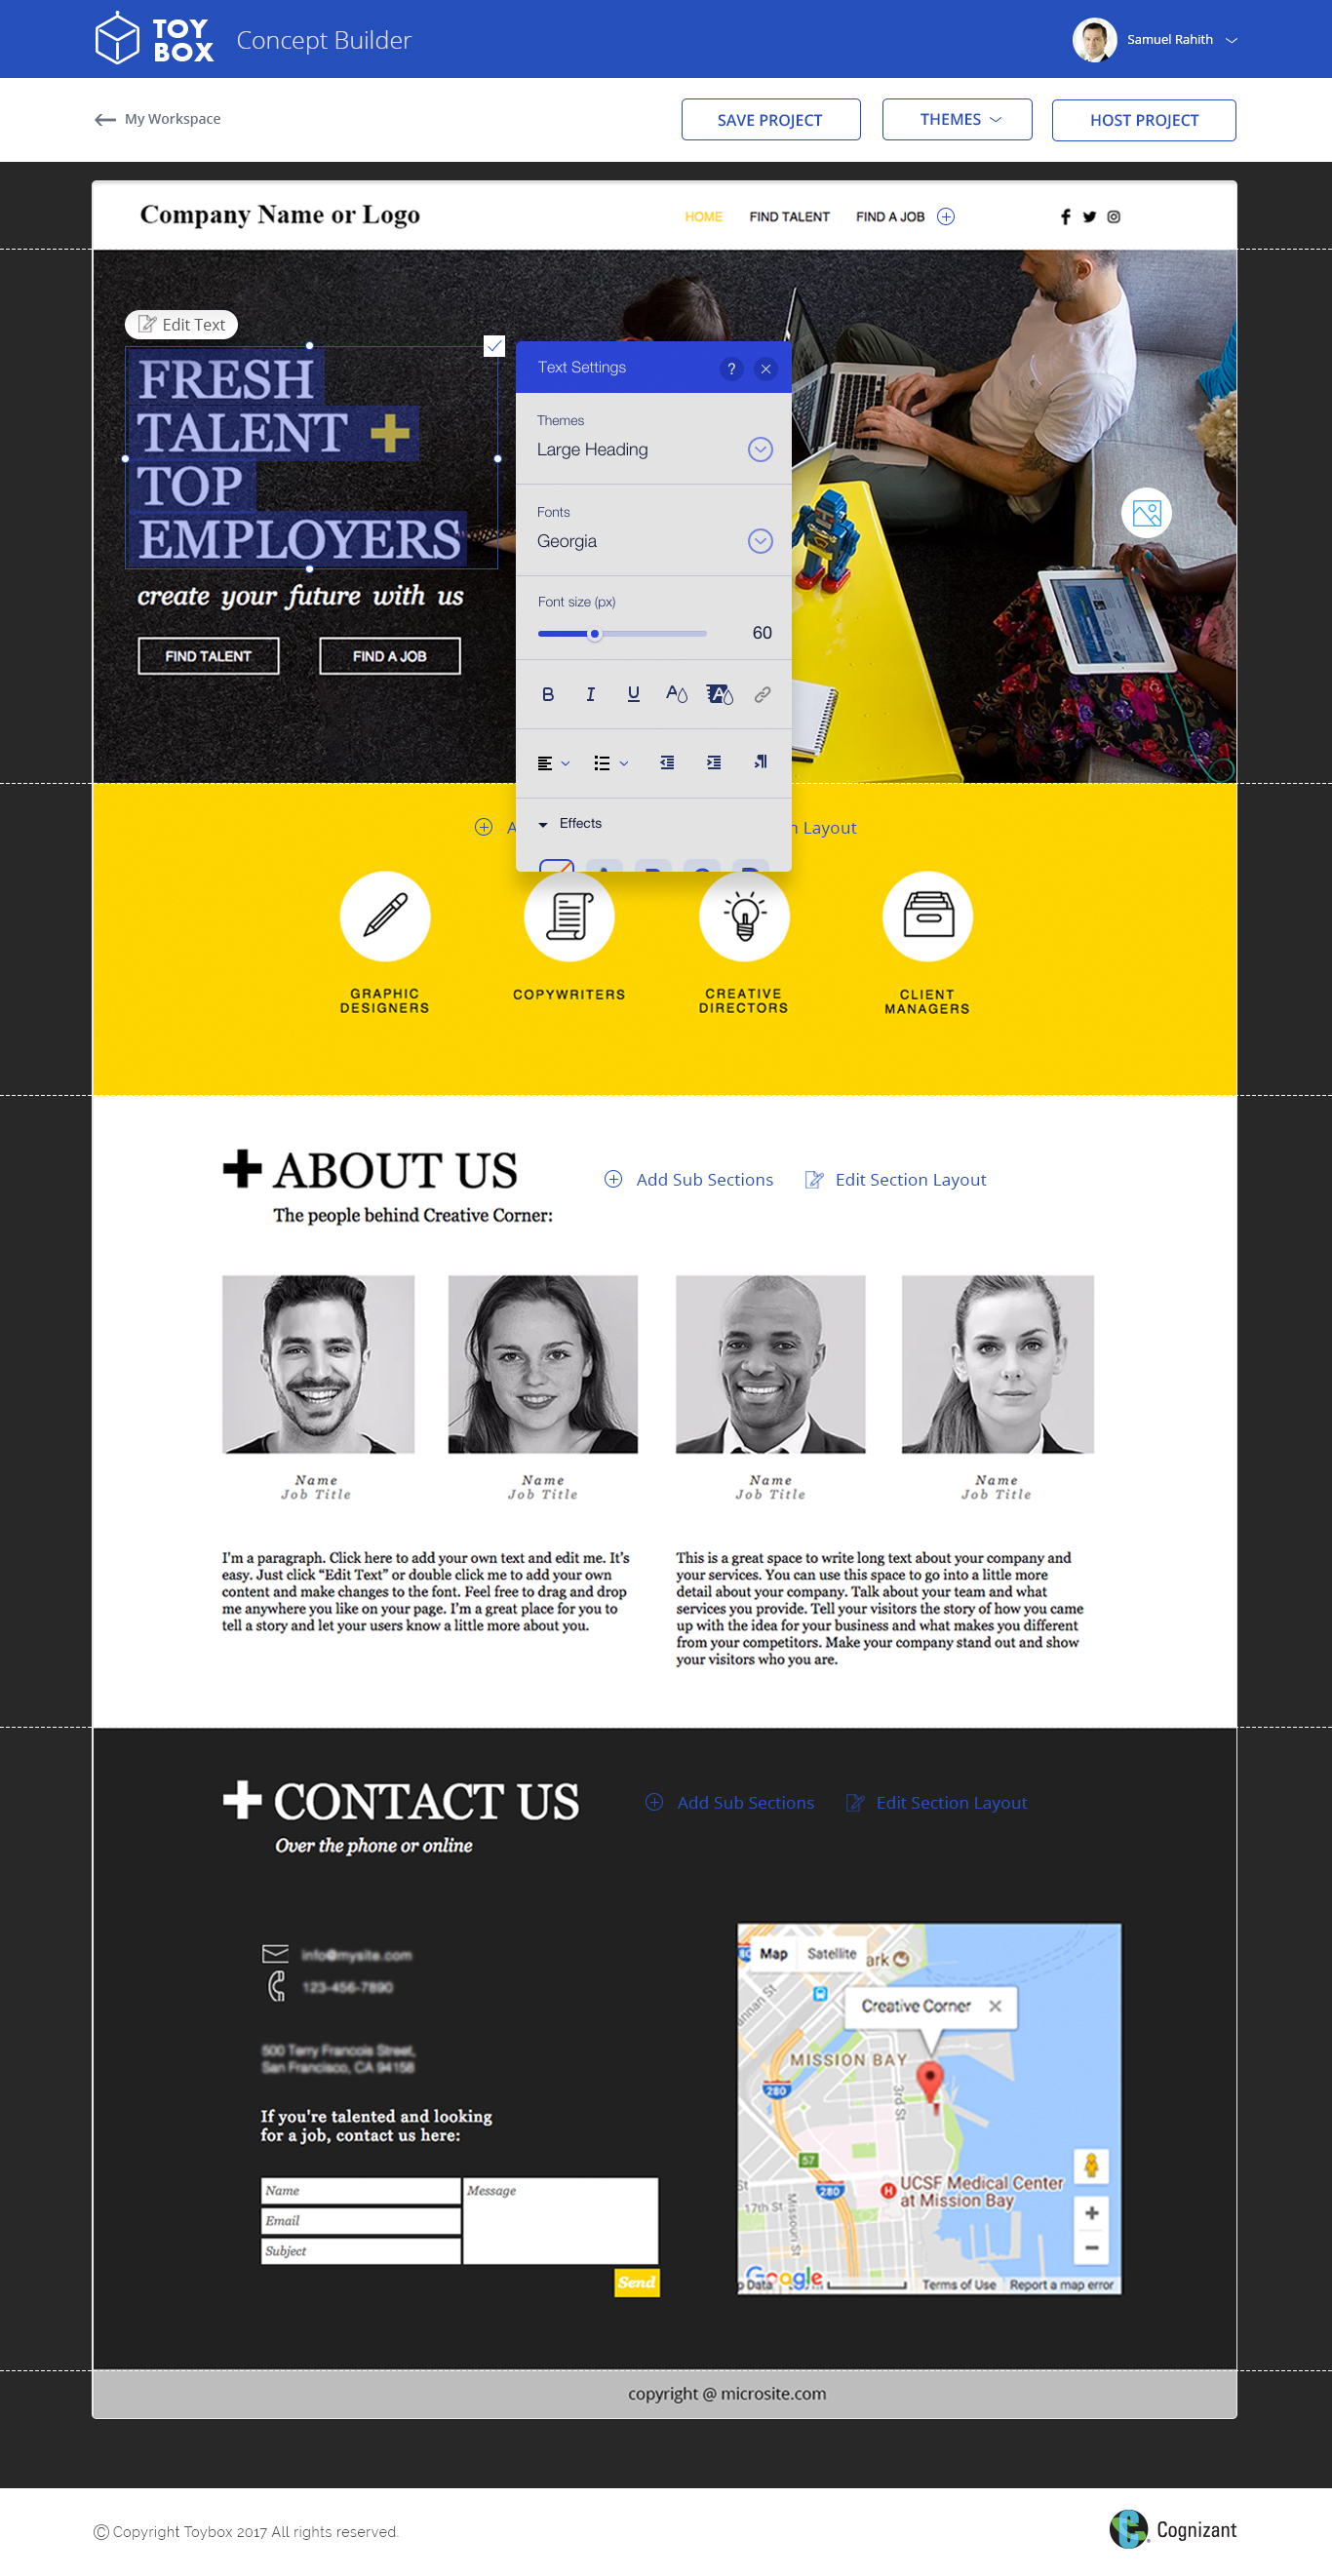 TOY
BOX
Concept Builder
Samuel Rahith
My Workspace
SAVE PROJECT
THEMES
HOST PROJECT
Company Name or Logo
HOME
FIND TALENT
FIND A JOB
Edit Text
FRESH
TALENT +
TOP
EMPLOYERS
create your future with us
FIND TALENT
FIND A JOB
Text Settings
?
Themes
Large Heading
Fonts
Georgia
Font size (px)
60
B I U A A
Effects
Layout
GRAPHIC
DESIGNERS
COPYWRITERS
CREATIVE
DIRECTORS
CLIENT
MANAGERS
+ ABOUT US
Add Sub Sections
Edit Section Layout
The people behind Creative Corner:
Name
Job Title
Name
Job Title
Name
Job Title
Name
Job Title
I'm a paragraph. Click here to add your own text and edit me. It's
easy. Just click “Edit Text” or double click me to add your own
content and make changes to the font. Feel free to drag and drop
me anywhere you like on your page. I'm a great place for you to
tell a story and let your users know a little more about you.
This is a great space to write long text about your company and
your services. You can use this space to go into a little more
detail about your company. Talk about your team and what
services you provide. Tell your visitors the story of how you came
up with the idea for your business and what makes you different
from your competitors. Make your company stand out and show
your visitors who you are.
+ CONTACT US
Add Sub Sections
Edit Section Layout
Over the phone or online
info@mysite.com
123-456-7890
500 Terry Francois Street,
San Francisco, CA 94158
If you're talented and looking
for a job, contact us here:
Name
Email
Subject
Message
Send
Map
Satellite
ark
Creative Corner
MISSION BAY
280
3rd St
57
280
UCSF Medical Center
at Mission Bay
17th St
Missouri St
Google
Data
Terms of Use
Report a map error
copyright @ microsite.com
© Copyright Toybox 2017 All rights reserved.
Cognizant